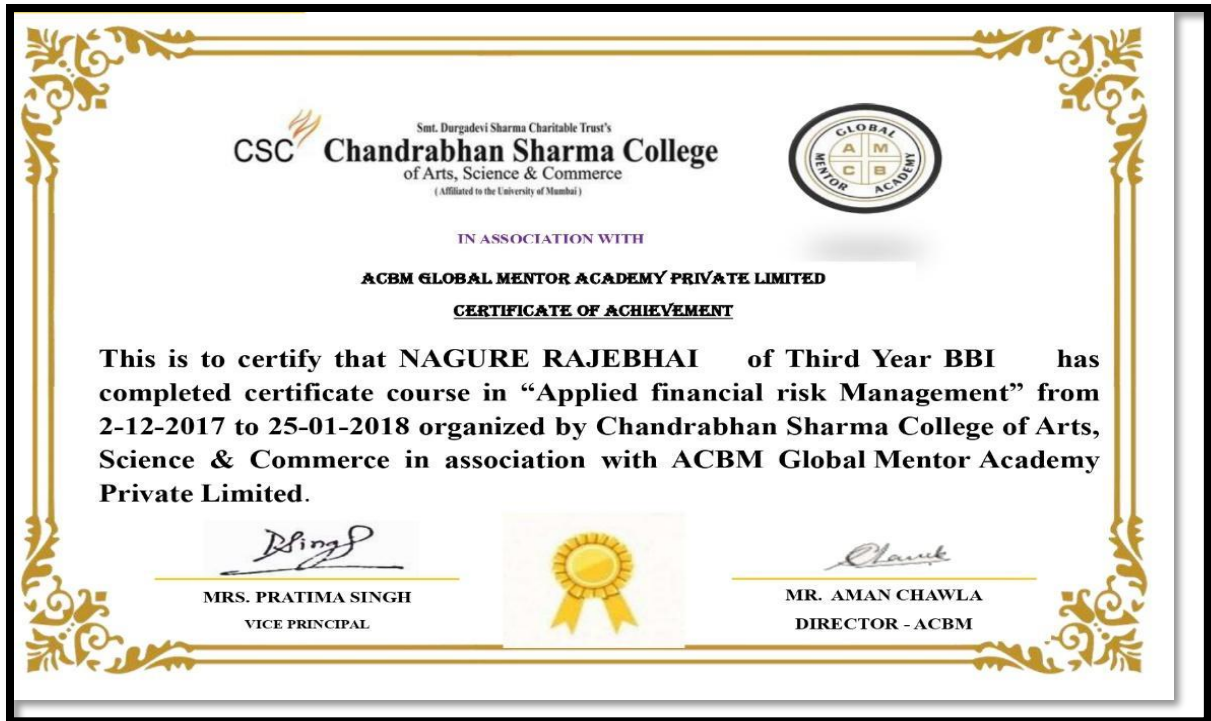 CSC
Smt. Durgadevi Sharma Charitable Trust's
Chandrabhan Sharma College
of Arts, Science & Commerce
( Affiliated to the University of Mumbai )
GLOBAL
A M
C B
MENTOR ACADEMY
IN ASSOCIATION WITH
ACBM GLOBAL MENTOR ACADEMY PRIVATE LIMITED
CERTIFICATE OF ACHIEVEMENT
This is to certify that NAGURE RAJEBHAI of Third Year BBI has
completed certificate course in “Applied financial risk Management” from
2-12-2017 to 25-01-2018 organized by Chandrabhan Sharma College of Arts,
Science & Commerce in association with ACBM Global Mentor Academy
Private Limited.
MRS. PRATIMA SINGH
VICE PRINCIPAL
MR. AMAN CHAWLA
DIRECTOR - ACBM